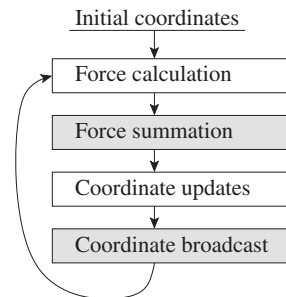 Initial coordinates
Force calculation
Force summation
Coordinate updates
Coordinate broadcast